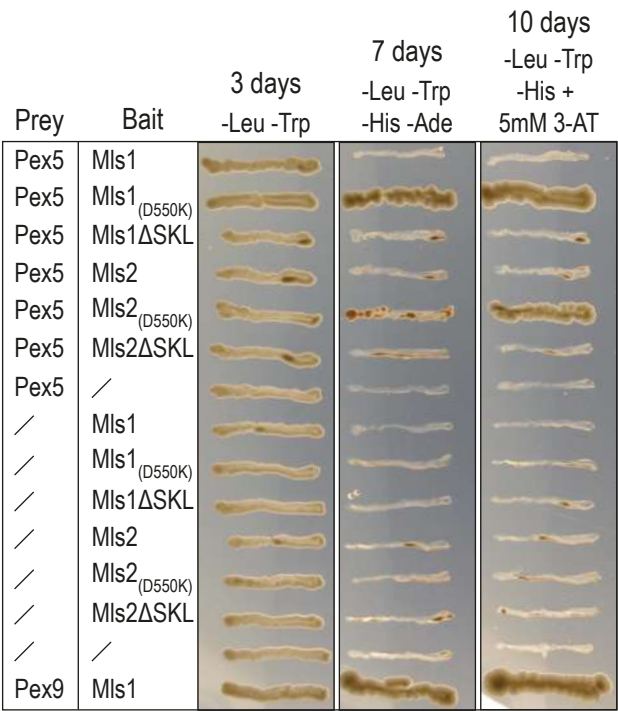 10 days
7 days
-Leu -Trp
3 days
-Leu -Trp
-His +
Prey Bait
-Leu -Trp
-His -Ade
5mM 3-AT
Pex5 Mls1
Pex5 Mls1(D550K)
Pex5 Mls1ΔSKL
Pex5 Mls2
Pex5 Mls2(D550K)
Pex5 Mls2ΔSKL
Pex5 /
/ Mls1
/ Mls1(D550K)
/ Mls1ΔSKL
/ Mls2
/ Mls2(D550K)
/ Mls2ΔSKL
/ /
Pex9 Mls1